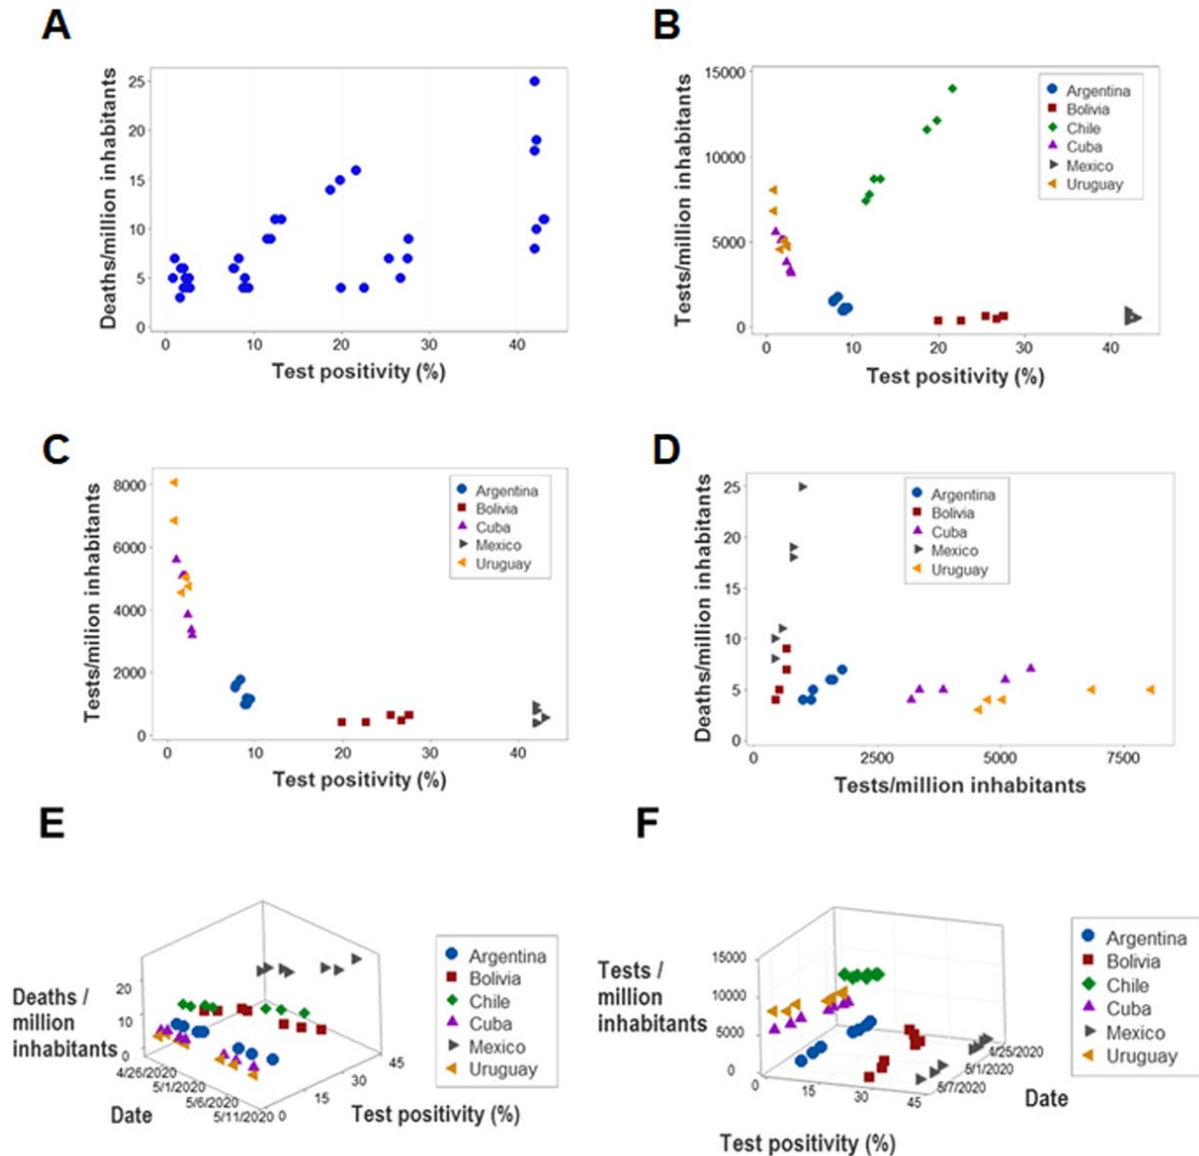 A
Deaths/million inhabitants
25
20
15
10
5
0
0 10 20 30 40
Test positivity (%)
B
Tests/million inhabitants
15000
10000
5000
0
0 10 20 30 40
Test positivity (%)
Argentina
Bolivia
Chile
Cuba
Mexico
Uruguay
C
Tests/milion inhabitants
8000
6000
4000
2000
0
0 10 20 30 40
Test positivity (%)
Argentina
Bolivia
Cuba
Mexico
Uruguay
D
Deaths/million inhabitants
25
20
15
10
5
0
0 2500 5000 7500
Tests/million inhabitants
Argentina
Bolivia
Cuba
Mexico
Uruguay
E
Deaths /
million
inhabitants
20
10
0
4/26/2020
5/1/2020
5/6/2020
5/11/2020
Date
0
15
30
45
Test positivity (%)
Argentina
Bolivia
Chile
Cuba
Mexico
Uruguay
F
Tests /
million
inhabitants
15000
10000
5000
0
0
15
30
45
Test positivity (%)
4/25/2020
5/1/2020
5/7/2020
Date
Argentina
Bolivia
Chile
Cuba
Mexico
Uruguay